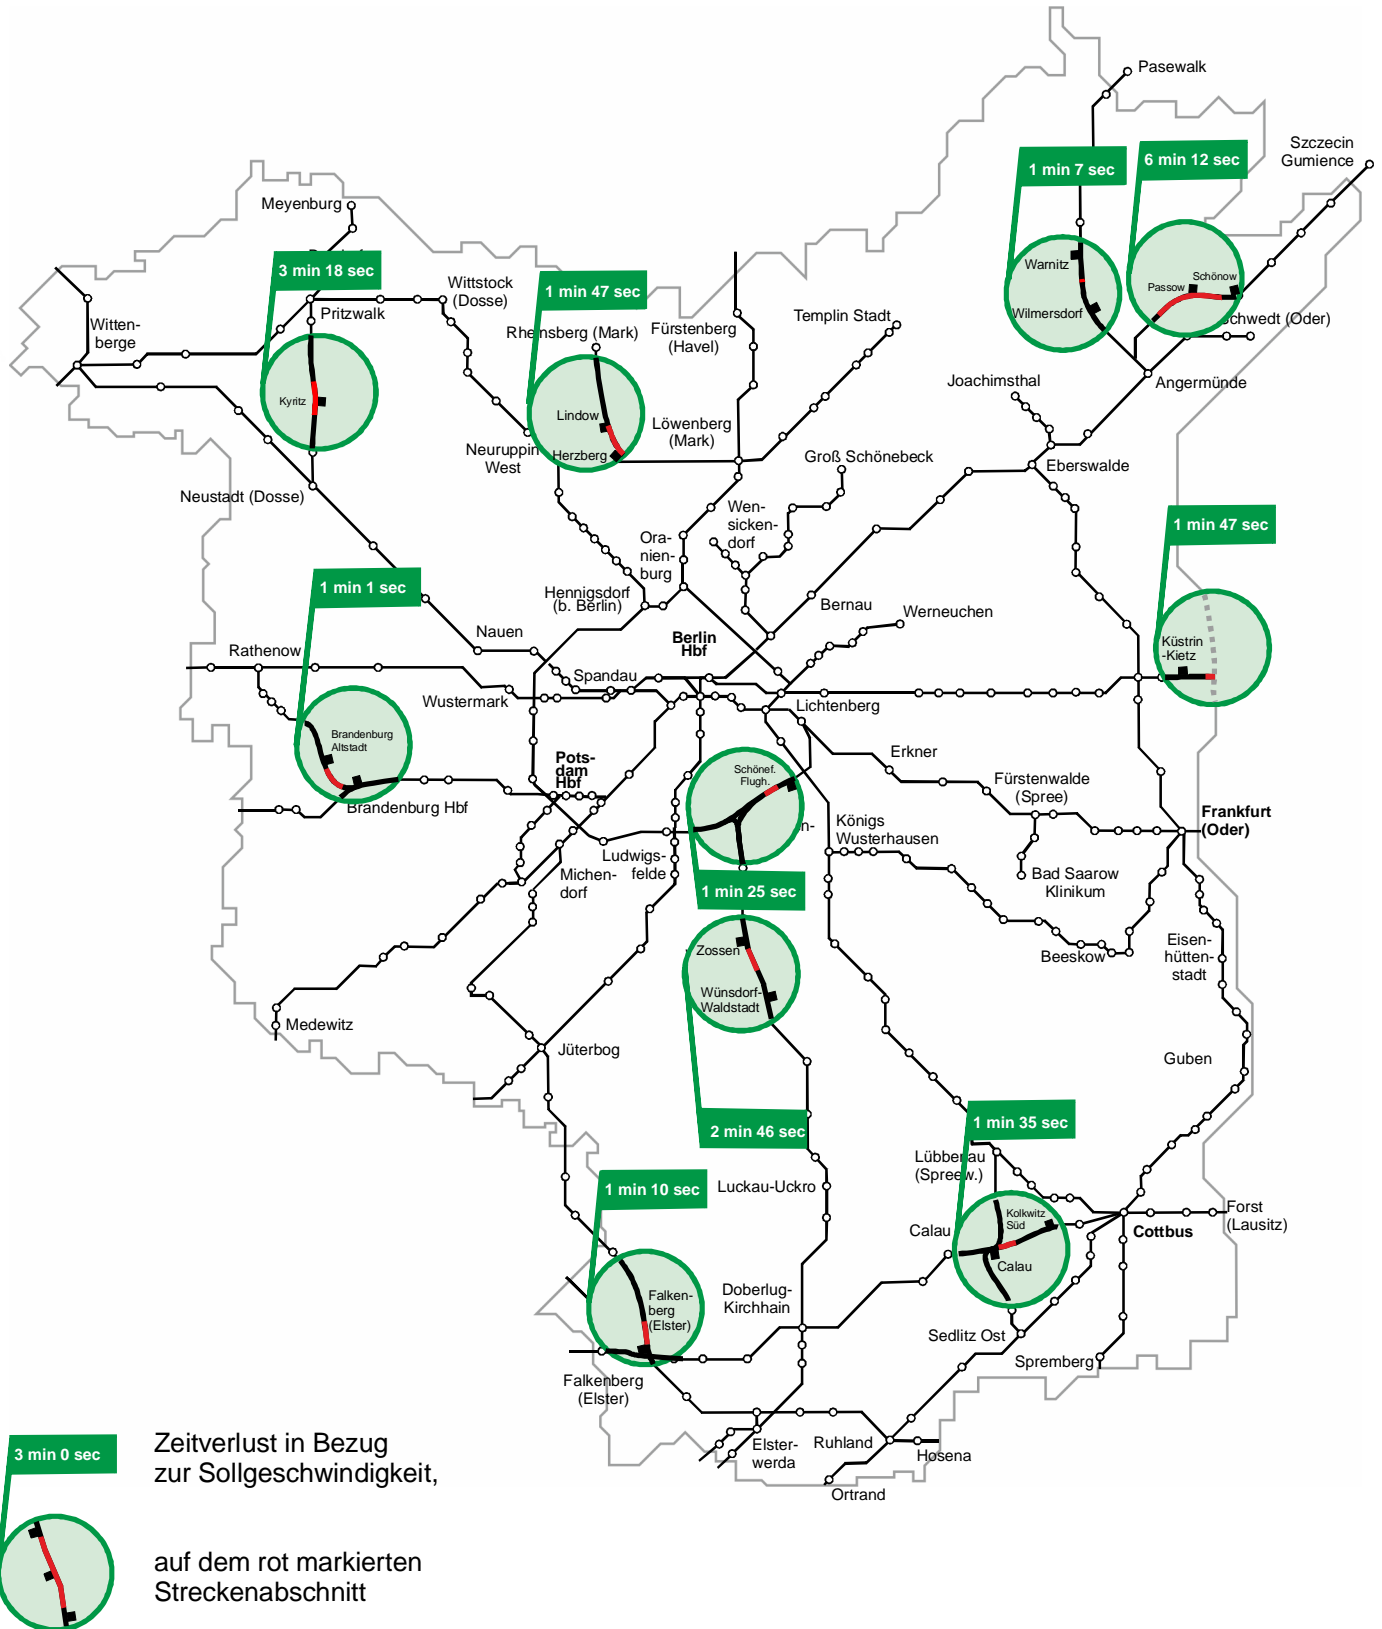 Pasewalk
Szczecin
Gumience
1 min 7 sec
6 min 12 sec
Meyenburg
3 min 18 sec
Wittstock
(Dosse)
1 min 47 sec
Warnitz
Wilmersdorf
Schönow
Passow
Schwedt (Oder)
Witten-
berge
Pritzwalk
Rheinsberg (Mark)
Fürstenberg
(Havel)
Templin Stadt
Angermünde
Joachimsthal
Kyritz
Lindow
Herzberg
Löwenberg
(Mark)
Neuruppin
West
Groß Schönebeck
Eberswalde
Neustadt (Dosse)
Wen-
sicken-
dorf
Ora-
nien-
burg
1 min 47 sec
1 min 1 sec
Hennigsdorf
(b. Berlin)
Bernau
Werneuchen
Nauen
Berlin
Hbf
Küstrin
-Kietz
Rathenow
Spandau
Wustermark
Lichtenberg
Brandenburg
Altstadt
Pots-
dam
Hbf
Schönef.
Flugh.
Erkner
Fürstenwalde
(Spree)
Brandenburg Hbf
n-
Königs
Wusterhausen
Frankfurt
(Oder)
Ludwigs-
felde
Michen-
dorf
Bad Saarow
Klinikum
1 min 25 sec
Zossen
Wünsdorf-
Waldstadt
Beeskow
Eisen-
hütten-
stadt
Medewitz
Jüterbog
Guben
2 min 46 sec
1 min 35 sec
Lübbenau
(Spreew.)
1 min 10 sec
Luckau-Uckro
Calau
Kolkwitz
Süd
Calau
Forst
(Lausitz)
Cottbus
Falken-
berg
(Elster)
Doberlug-
Kirchhain
Sedlitz Ost
Spremberg
Falkenberg
(Elster)
Elster-
werda
Ruhland
Hosena
Ortrand
3 min 0 sec
Zeitverlust in Bezug
zur Sollgeschwindigkeit,
auf dem rot markierten
Streckenabschnitt